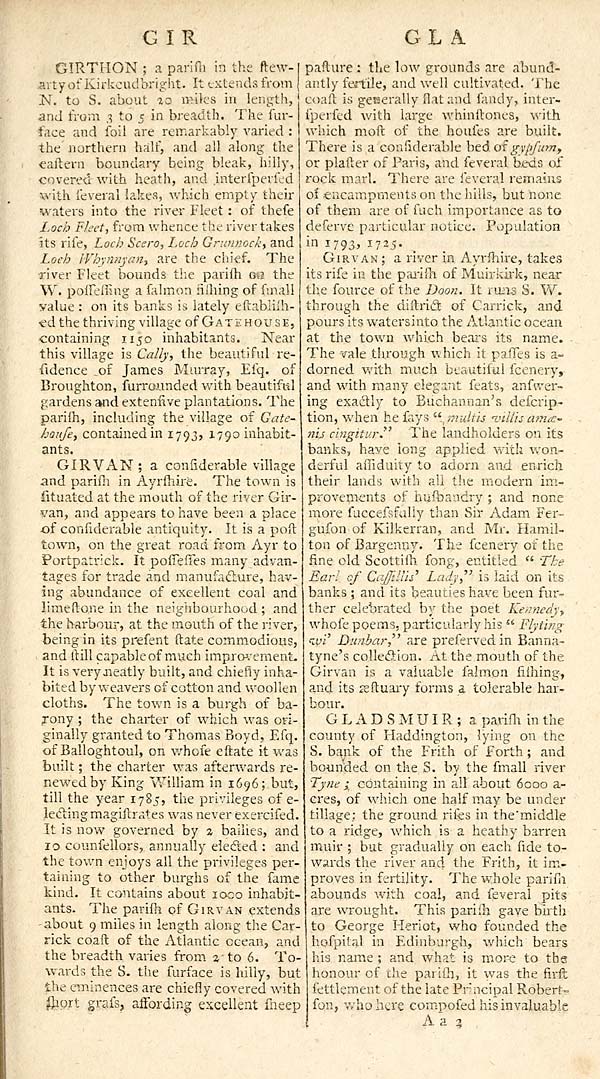 GIR
GLA
GIRTHON; a pariſh in the ſtew-
arty of Kirkcudbright. It extends from
N. to S. about 20 miles in length,
and from 3 to 5 in breadth. The ſur-
face and ſoil are remarkably varied:
the northern half, and all along the
eaſtern boundary being bleak, hilly,
covered with heath, and interſperſed
with ſeveral lakes, which empty their
waters into the river Fleet: of theſe
Loch Fleet, from whence the river takes
its riſe, Loch Scero, Loch Grunnock, and
Loch Whynnyan, are the chief. The
river Fleet bounds the pariſh on the
W. poſſeſſing a ſalmon fiſhing of ſmall
value: on its banks is lately eſtabliſh-
ed the thriving village of GATEHOUSE,
containing 1150 inhabitants. Near
this village is Cally, the beautiful re-
ſidence of James Murray, Eſq. of
Broughton, ſurrounded with beautiful
gardens and extenſive plantations. The
pariſh, including the village of Gate-
houſe, contained in 1793, 1790 inhabit-
ants.
GIRVAN; a conſiderable village
and pariſh in Ayrſhire. The town is
ſituated at the mouth of the river Gir-
van, and appears to have been a place
of conſiderable antiquity. It is a poſt
town, on the great road from Ayr to
Portpatrick. It poſſeſſes many advan-
tages for trade and manufacture, hav-
ing abundance of excellent coal and
limeſtone in the neighbourhood; and
the harbour, at the mouth of the river,
being in its preſent ſtate commodious,
and ſtill capable of much improvement.
It is very neatly built, and chiefly inha-
bited by weavers of cotton and woollen
cloths. The town is a burgh of ba-
rony; the charter of which was ori-
ginally granted to Thomas Boyd, Eſq.
of Balloghtoul, on whoſe eſtate it was
built; the charter was afterwards re-
newed by King William in 1696; but,
till the year 1785, the privileges of e-
lecting magiſtrates was never exerciſed.
It is now governed by 2 bailies, and
10 counſellors, annually elected: and
the town enjoys all the privileges per-
taining to other burghs of the ſame
kind. It contains about 1000 inhabit-
ants. The pariſh of GIRVAN extends
about 9 miles in length along the Car-
rick coaſt of the Atlantic ocean, and
the breadth varies from 2 to 6. To-
wards the S. the ſurface is hilly, but
the eminences are chiefly covered with
ſhort graſs, affording excellent ſheep
paſture: the low grounds are abund-
antly fertile, and well cultivated. The
coaſt is generally flat and ſandy, inter-
ſperſed with large whinſtones, with
which moſt of the houſes are built.
There is a conſiderable bed of gypſum,
or plaſter of Paris, and ſeveral beds of
rock marl. There are ſeveral remains
of encampments on the hills, but none
of them are of ſuch importance as to
deſerve particular notice. Population
in 1793, 1725.
GIRVAN; a river in Ayrſhire, takes
its riſe in the pariſh of Muirkirk, near
the ſource of the Doon. It runs S. W.
through the diſtrict of Carrick, and
pours its waters into the Atlantic ocean
at the town which bears its name.
The vale through which it paſſes is a-
dorned with much beautiful ſcenery,
and with many elegant ſeats, anſwer-
ing exactly to Buchannan's deſcrip-
tion, when he ſays "multis villis amæ-
nis cingitur." The landholders on its
banks, have long applied with won-
derful aſſiduity to adorn and enrich
their lands with all the modern im-
provements of huſbandry; and none
more ſucceſsfully than Sir Adam Fer-
guſon of Kilkerran, and Mr. Hamil-
ton of Bargenny. The ſcenery of the
fine old Scottiſh ſong, entitled "The
Earl of Caſſillis' Lady," is laid on its
banks; and its beauties have been fur-
ther celebrated by the poet Kennedy,
whoſe poems, particularly his "Flyting
wi' Dunbar," are preſerved in Banna-
tyne's collection. At the mouth of the
Girvan is a valuable ſalmon fiſhing,
and its æſtuary forms a tolerable har-
bour.
GLADSMUIR; a pariſh in the
county of Haddington, lying on the
S. bank of the Frith of Forth; and
bounded on the S. by the ſmall river
Tyne; containing in all about 6000 a-
cres, of which one half may be under
tillage: the ground riſes in the middle
to a ridge, which is a heathy barren
muir; but gradually on each ſide to-
wards the river and the Frith, it im-
proves in fertility. The whole pariſh
abounds with coal, and ſeveral pits
are wrought. This pariſh gave birth
to George Heriot, who founded the
hoſpital in Edinburgh, which bears
his name; and what is more to the
honour of the pariſh, it was the firſt
ſettlement of the late Principal Robert-
ſon, who here compoſed his invaluable
A a 3